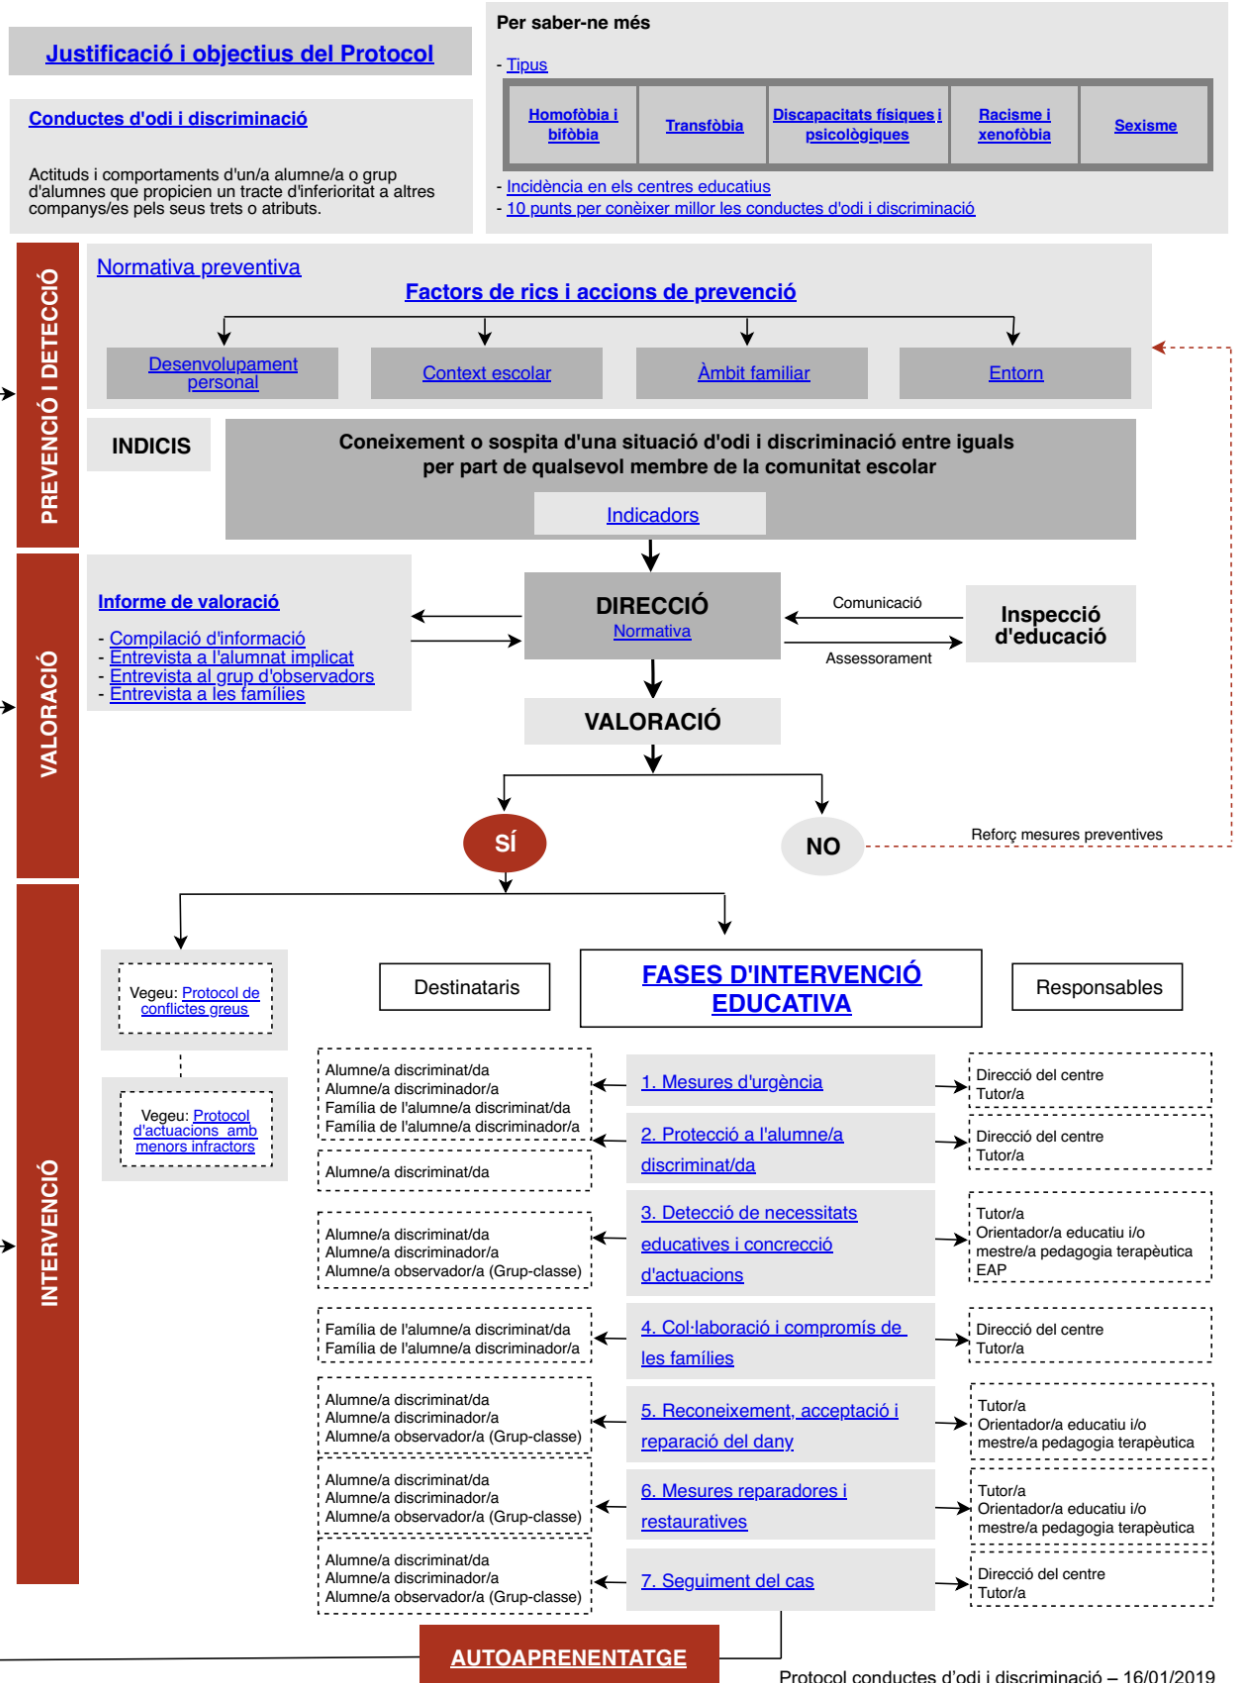 Justificació i objectius del Protocol
Conductes d'odi i discriminació
Actituds i comportaments d'un/a alumne/a o grup
d'alumnes que propicien un tracte d'inferioritat a altres
companys/es pels seus trets o atributs.
Per saber-ne més
- Tipus
Homofòbia i
bifòbia
Transfòbia
Discapacitats físiques i
psicològiques
Racisme i
xenofòbia
Sexisme
- Incidència en els centres educatius
- 10 punts per conèixer millor les conductes d'odi i discriminació
PREVENCIÓ I DETECCIÓ
Normativa preventiva
Factors de rics i accions de prevenció
Desenvolupament
personal
Context escolar
Àmbit familiar
Entorn
INDICIS
Coneixement o sospita d'una situació d'odi i discriminació entre iguals
per part de qualsevol membre de la comunitat escolar
Indicadors
VALORACIÓ
Informe de valoració
- Compilació d'informació
- Entrevista a l'alumnat implicat
- Entrevista al grup d'observadors
- Entrevista a les famílies
DIRECCIÓ
Normativa
Comunicació
Assessorament
Inspecció
d'educació
VALORACIÓ
SÍ
NO
Reforç mesures preventives
INTERVENCIÓ
Vegeu: Protocol de
conflictes greus
Vegeu: Protocol
d'actuacions amb
menors infractors
Destinataris
FASES D'INTERVENCIÓ
EDUCATIVA
Responsables
Alumne/a discriminat/da
Alumne/a discriminador/a
Família de l'alumne/a discriminat/da
Família de l'alumne/a discriminador/a
1. Mesures d'urgència
Direcció del centre
Tutor/a
Alumne/a discriminat/da
2. Protecció a l'alumne/a
discriminat/da
Direcció del centre
Tutor/a
Alumne/a discriminat/da
Alumne/a discriminador/a
Alumne/a observador/a (Grup-classe)
3. Detecció de necessitats
educatives i concrecció
d'actuacions
Tutor/a
Orientador/a educatiu i/o
mestre/a pedagogia terapèutica
EAP
Família de l'alumne/a discriminat/da
Família de l'alumne/a discriminador/a
4. Col·laboració i compromís de
les famílies
Direcció del centre
Tutor/a
Alumne/a discriminat/da
Alumne/a discriminador/a
Alumne/a observador/a (Grup-classe)
5. Reconeixement, acceptació i
reparació del dany
Tutor/a
Orientador/a educatiu i/o
mestre/a pedagogia terapèutica
Alumne/a discriminat/da
Alumne/a discriminador/a
Alumne/a observador/a (Grup-classe)
6. Mesures reparadores i
restauratives
Tutor/a
Orientador/a educatiu i/o
mestre/a pedagogia terapèutica
Alumne/a discriminat/da
Alumne/a discriminador/a
Alumne/a observador/a (Grup-classe)
7. Seguiment del cas
Direcció del centre
Tutor/a
AUTOAPRENENTATGE
Protocol conductes d'odi i discriminació – 16/01/2019